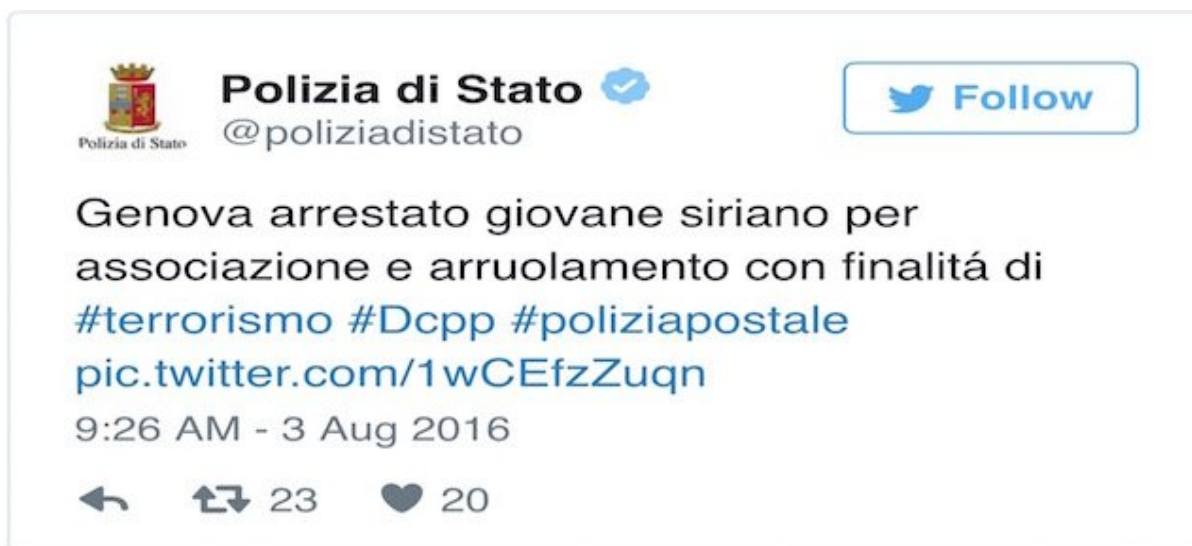 Polizia di Stato
Follow
@poliziadistato
Polizia di Stato
Genova arrestato giovane siriano per
associazione e arruolamento con finalitá di
#terrorismo #Dcpp #poliziapostale
pic.twitter.com/1wCEfzZuqn
9:26 AM - 3 Aug 2016
23 20